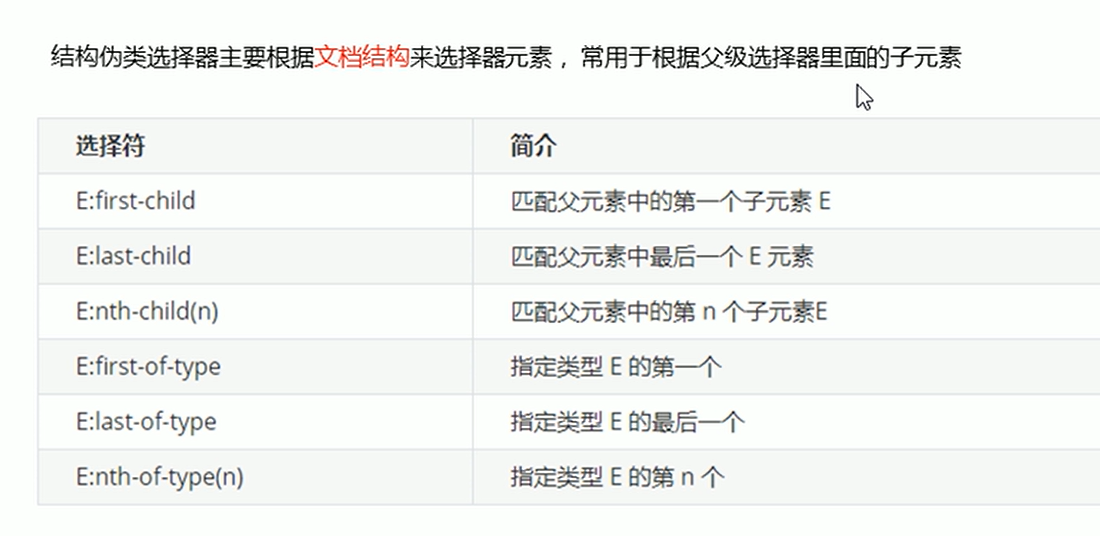 结构伪类选择器主要根据文档结构来选择器元素，常用于根据父级选择器里面的子元素
选择符 简介
E:first-child 匹配父元素中的第一个子元素 E
E:last-child 匹配父元素中最后一个 E 元素
E:nth-child(n) 匹配父元素中的第 n 个子元素E
E:first-of-type 指定类型 E 的第一个
E:last-of-type 指定类型 E 的最后一个
E:nth-of-type(n) 指定类型 E 的第 n 个